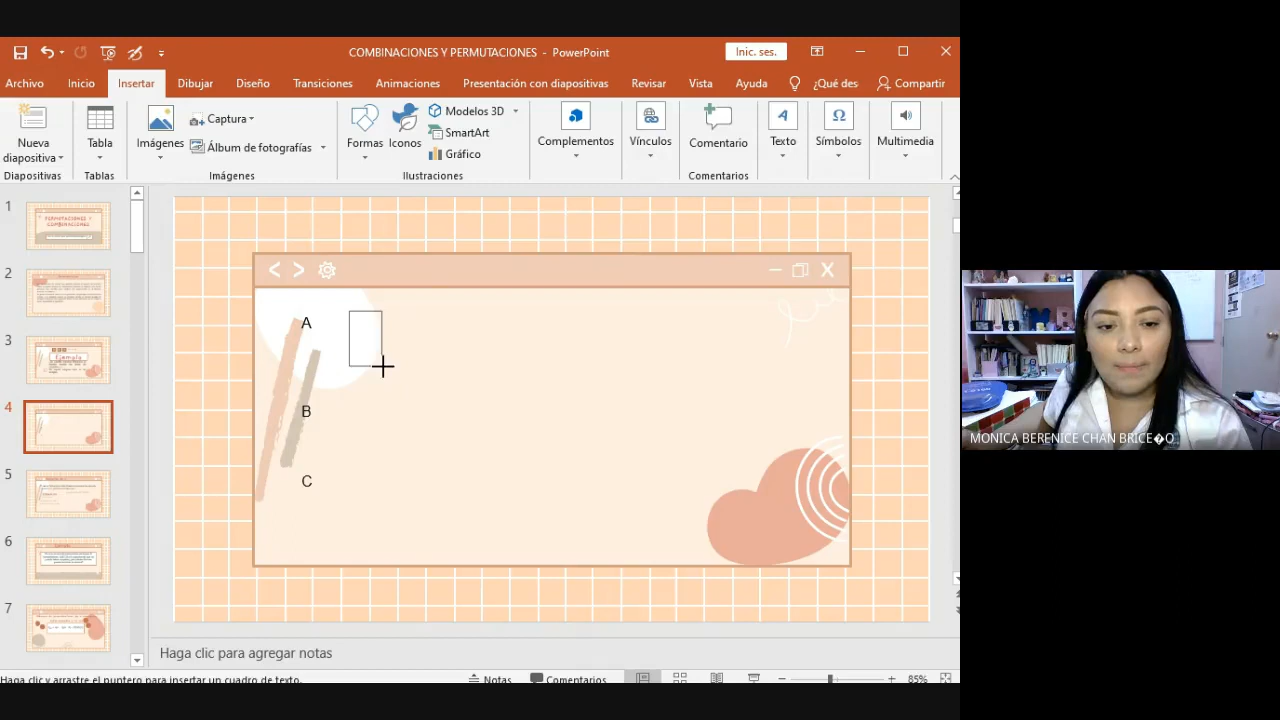 COMBINACIONES Y PERMUTACIONES - PowerPoint
Inic. ses.
Archivo Inicio Insertar Dibujar Diseño Transiciones Animaciones Presentación con diapositivas Revisar Vista Ayuda ¿Qué des Compartir
Nueva diapositiva
Tabla
Imágenes
Captura
Álbum de fotografías
Formas
Iconos
Modelos 3D
SmartArt
Gráfico
Complementos
Vínculos
Comentario
Texto
Símbolos
Multimedia
Diapositivas Tablas Imágenes Ilustraciones Comentarios
1
PERMUTACIONES Y
COMBINACIONES
2
3
Ejemplo
4
5
6
7
A
B
C
MONICA BERENICE CHAN BRICE�O
Haga clic para agregar notas
Haga clic y arrastre el puntero para insertar un cuadro de texto.
Notas Comentarios 85%